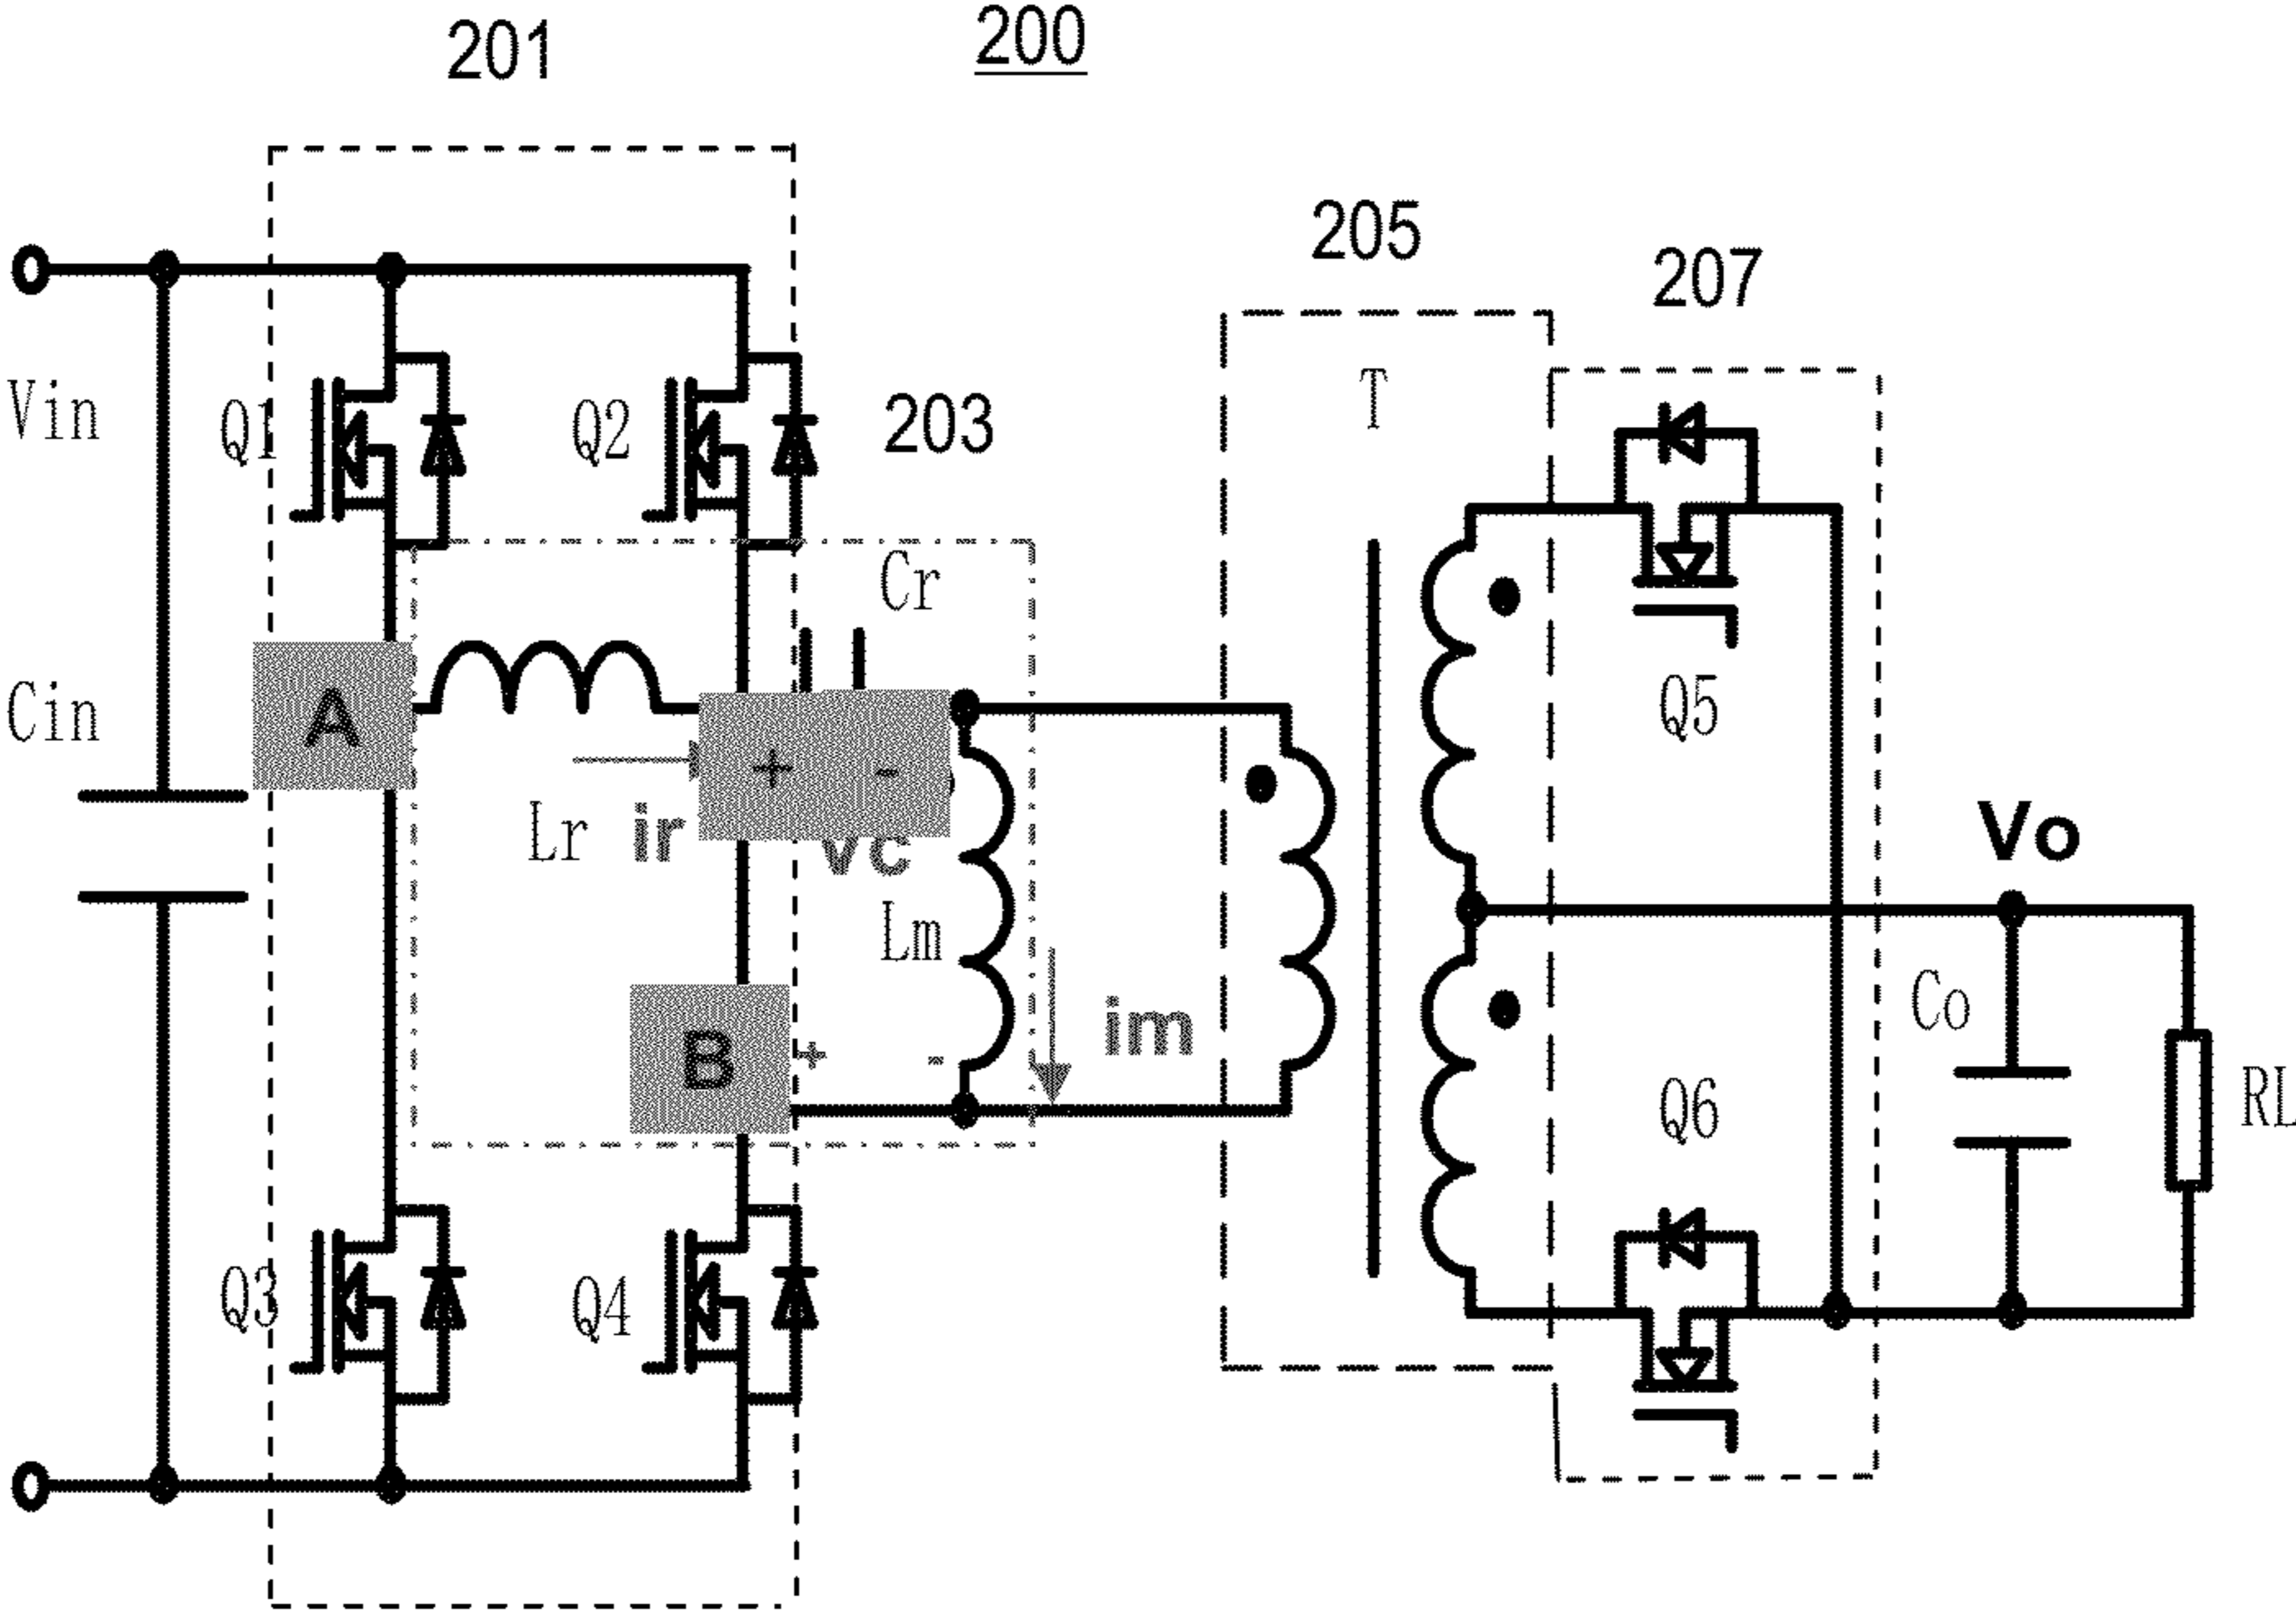 200
201
205
207
T
Vin
Q1
Q2
203
Cr
Q5
A
Cin
+ -
Lr
ir
vc
Vo
Lm
Co
im
B
+ -
Q6
RL
Q3
Q4